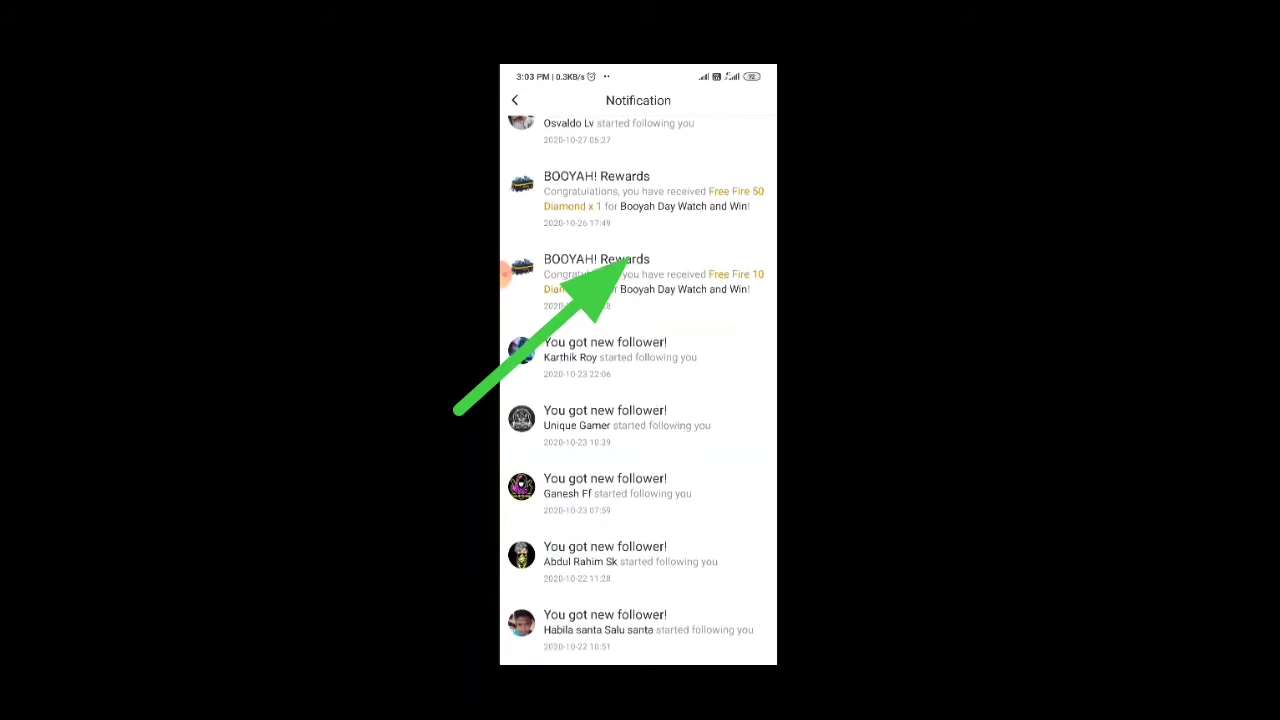 3:03 PM | 0.3KB/s
92
Notification
Osvaldo Lv started following you
2020-10-27 05:27
BOOYAH! Rewards
Congratulations, you have received Free Fire 50
Diamond x 1 for Booyah Day Watch and Win!
2020-10-26 17:49
BOOYAH! Rewards
you have received Free Fire 10
Booyah Day Watch and Win!
You got new follower!
Karthik Roy started following you
2020-10-23 22:06
You got new follower!
Unique Gamer started following you
2020-10-23 10:39
You got new follower!
Ganesh Ff started following you
2020-10-23 07:59
You got new follower!
Abdul Rahim Sk started following you
2020-10-22 11:28
You got new follower!
Habila santa Salu santa started following you
2020-10-22 10:51